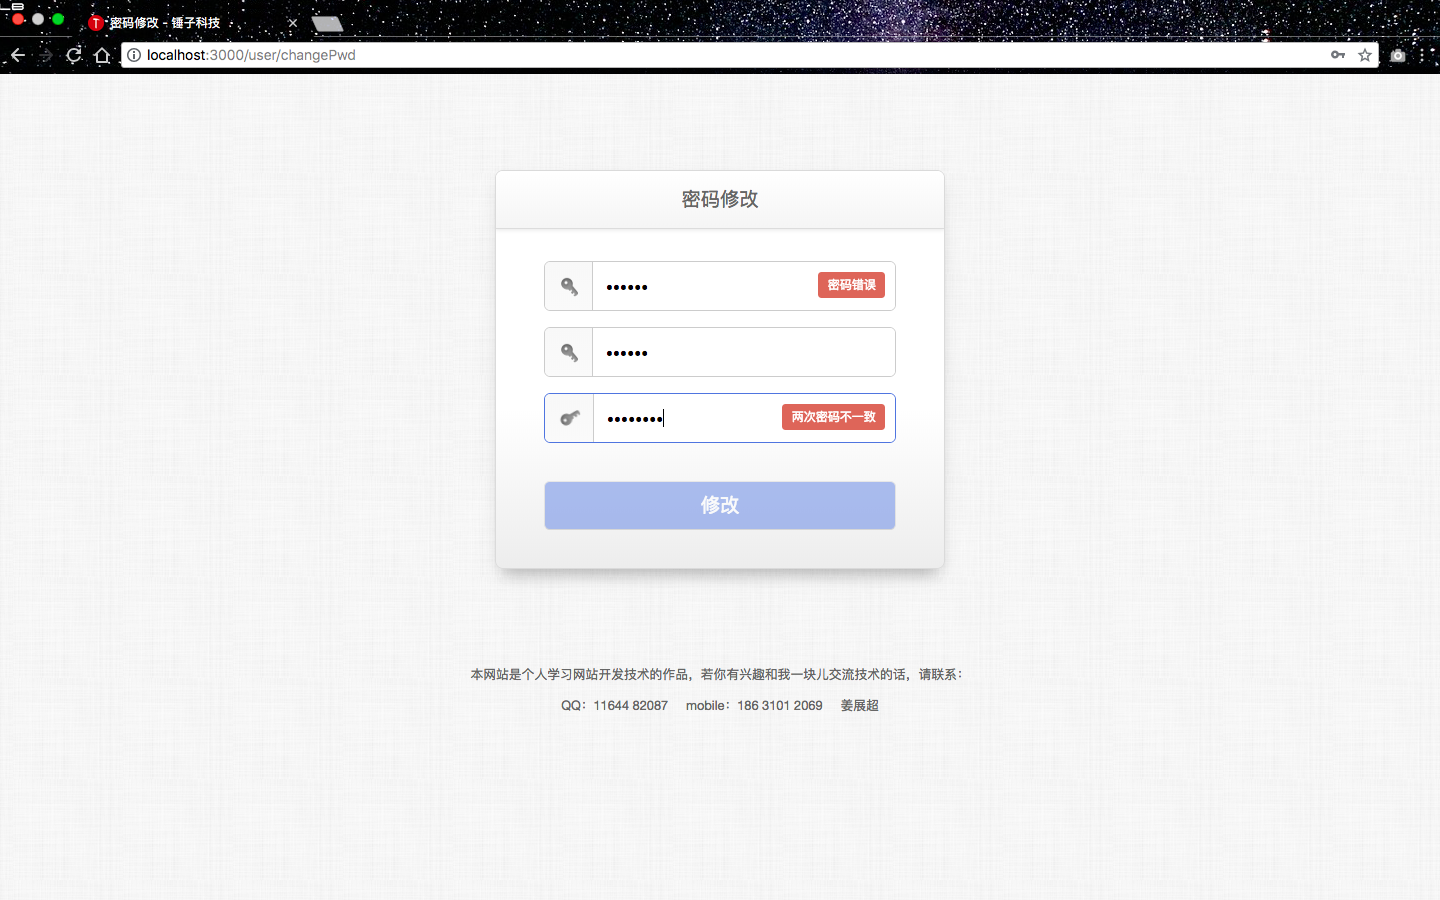 密码修改 - 锤子科技
localhost:3000/user/changePwd
密码修改
••••••
密码错误
••••••
••••••••
两次密码不一致
修改
本网站是个人学习网站开发技术的作品，若你有兴趣和我一块儿交流技术的话，请联系：
QQ：11644 82087 mobile：186 3101 2069 姜展超